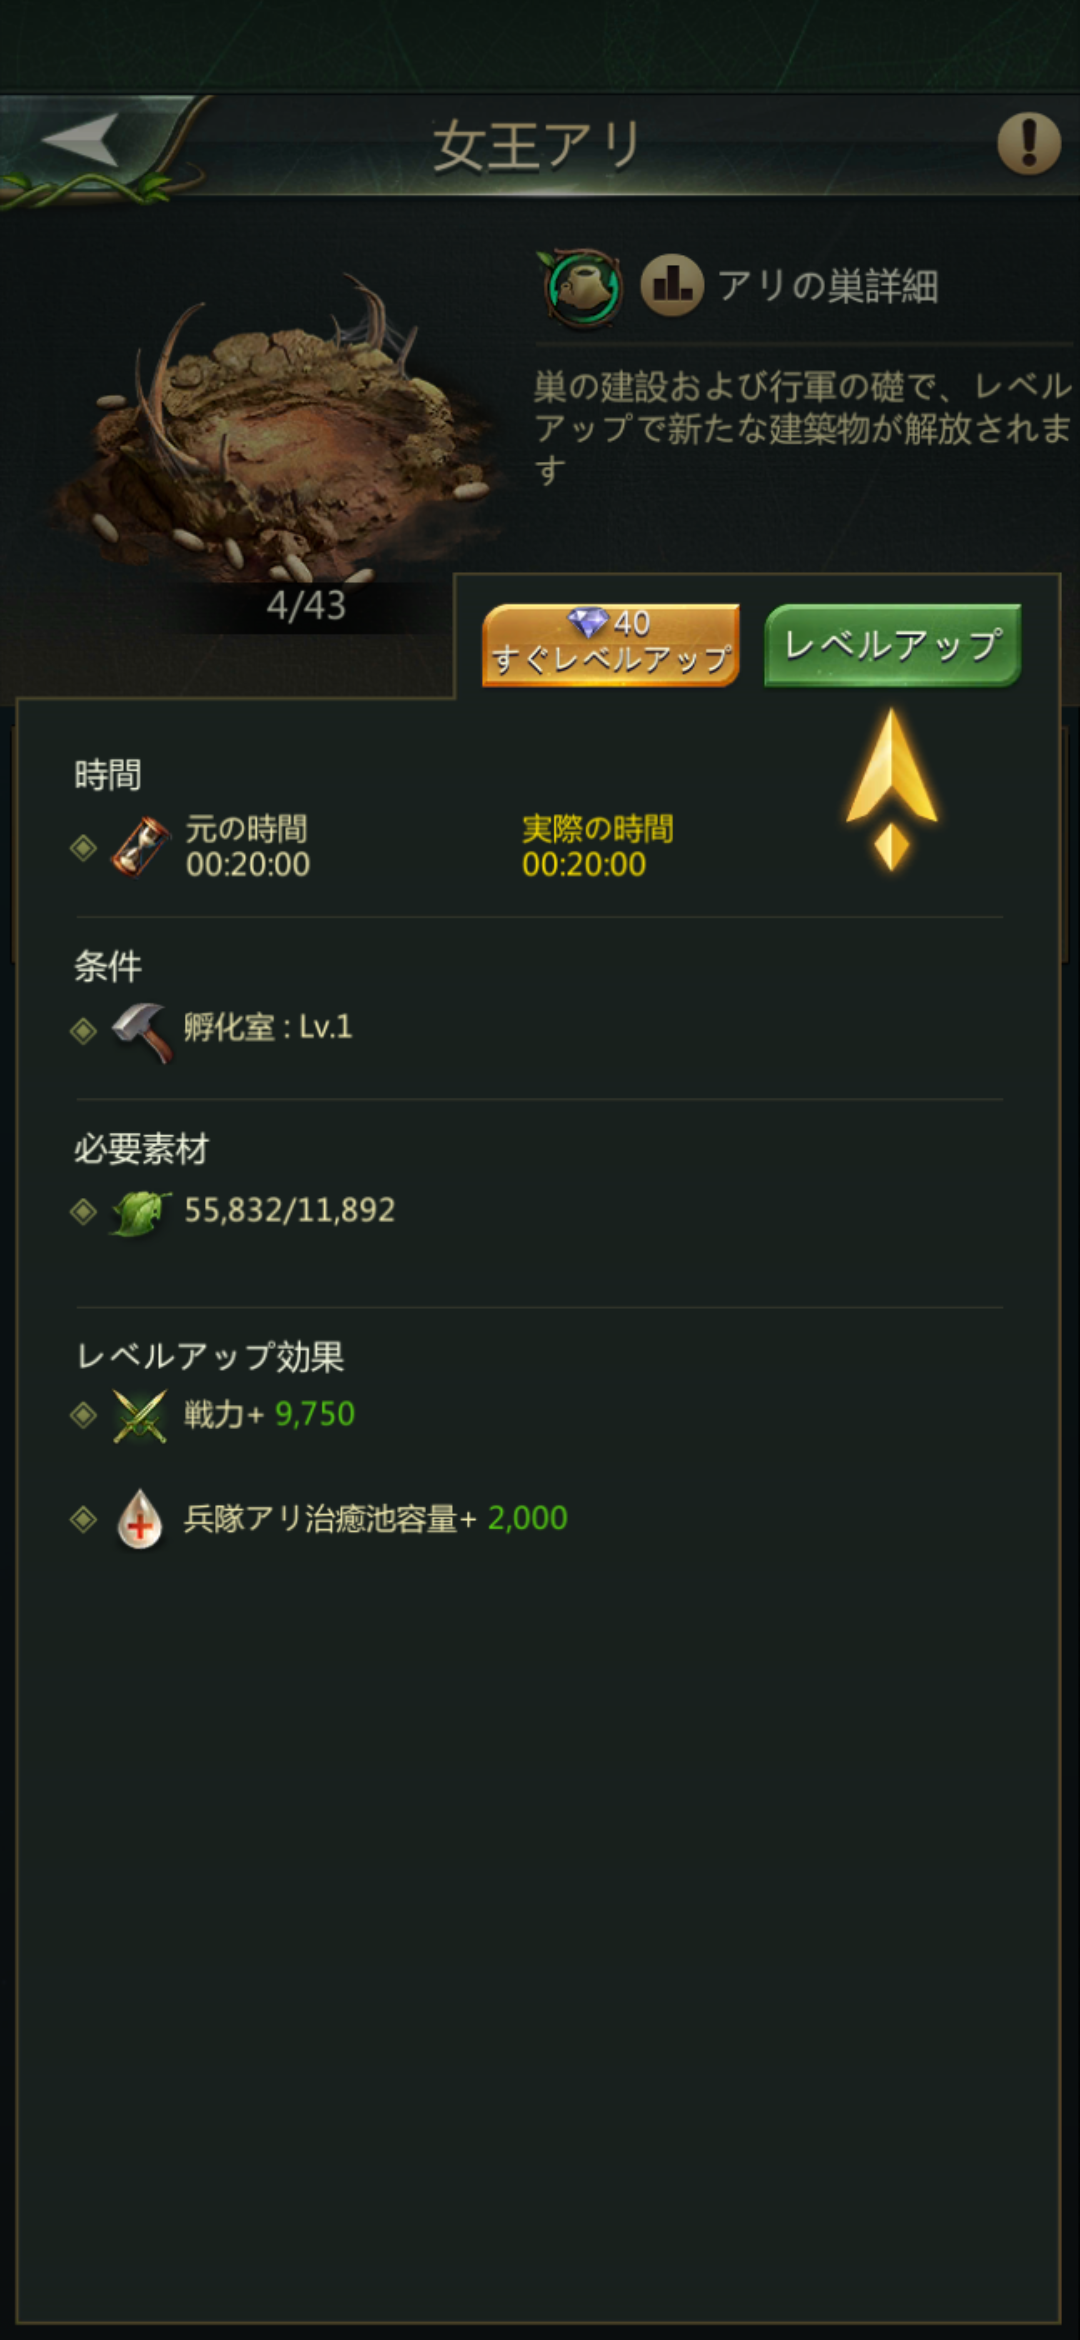 女王アリ
アリの巣詳細
巣の建設および行軍の礎で、レベル
アップで新たな建築物が解放されま
す
4/43
40
すぐレベルアップ
レベルアップ
時間
元の時間
00:20:00
実際の時間
00:20:00
条件
孵化室 : Lv.1
必要素材
55,832/11,892
レベルアップ効果
戦力+ 9,750
兵隊アリ治癒池容量+ 2,000